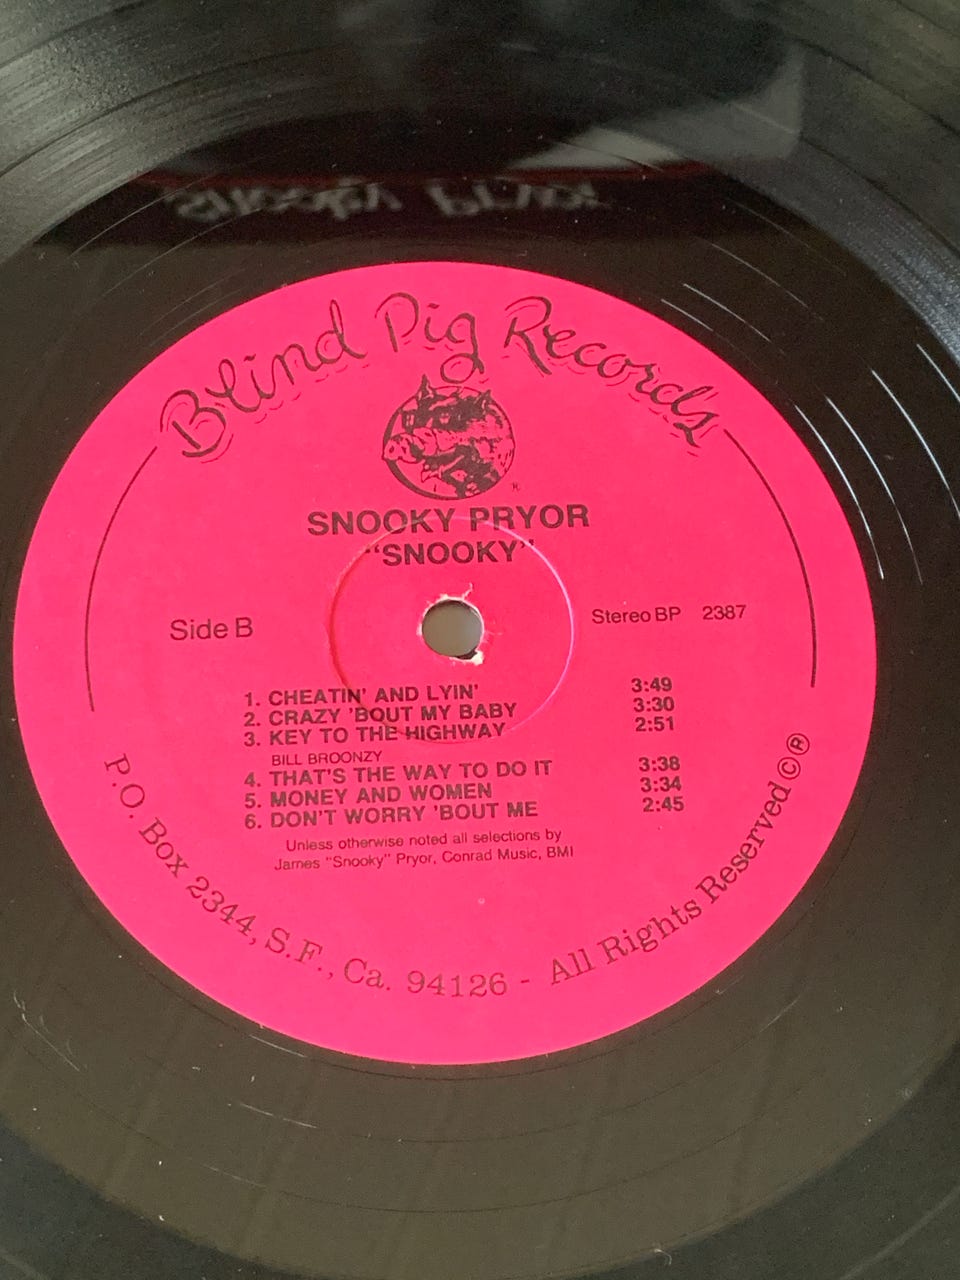 Snooky Pryor
Blind Pig Records
R
SNOOKY PRYOR
"SNOOKY"
Side B
Stereo BP 2387
1. CHEATIN' AND LYIN' 3:49
2. CRAZY 'BOUT MY BABY 3:30
3. KEY TO THE HIGHWAY 2:51
BILL BROONZY
4. THAT'S THE WAY TO DO IT 3:38
5. MONEY AND WOMEN 3:34
6. DON'T WORRY 'BOUT ME 2:45
Unless otherwise noted all selections by
James "Snooky" Pryor, Conrad Music, BMI
P.O. Box 2344, S.F., Ca. 94126 - All Rights Reserved © ®